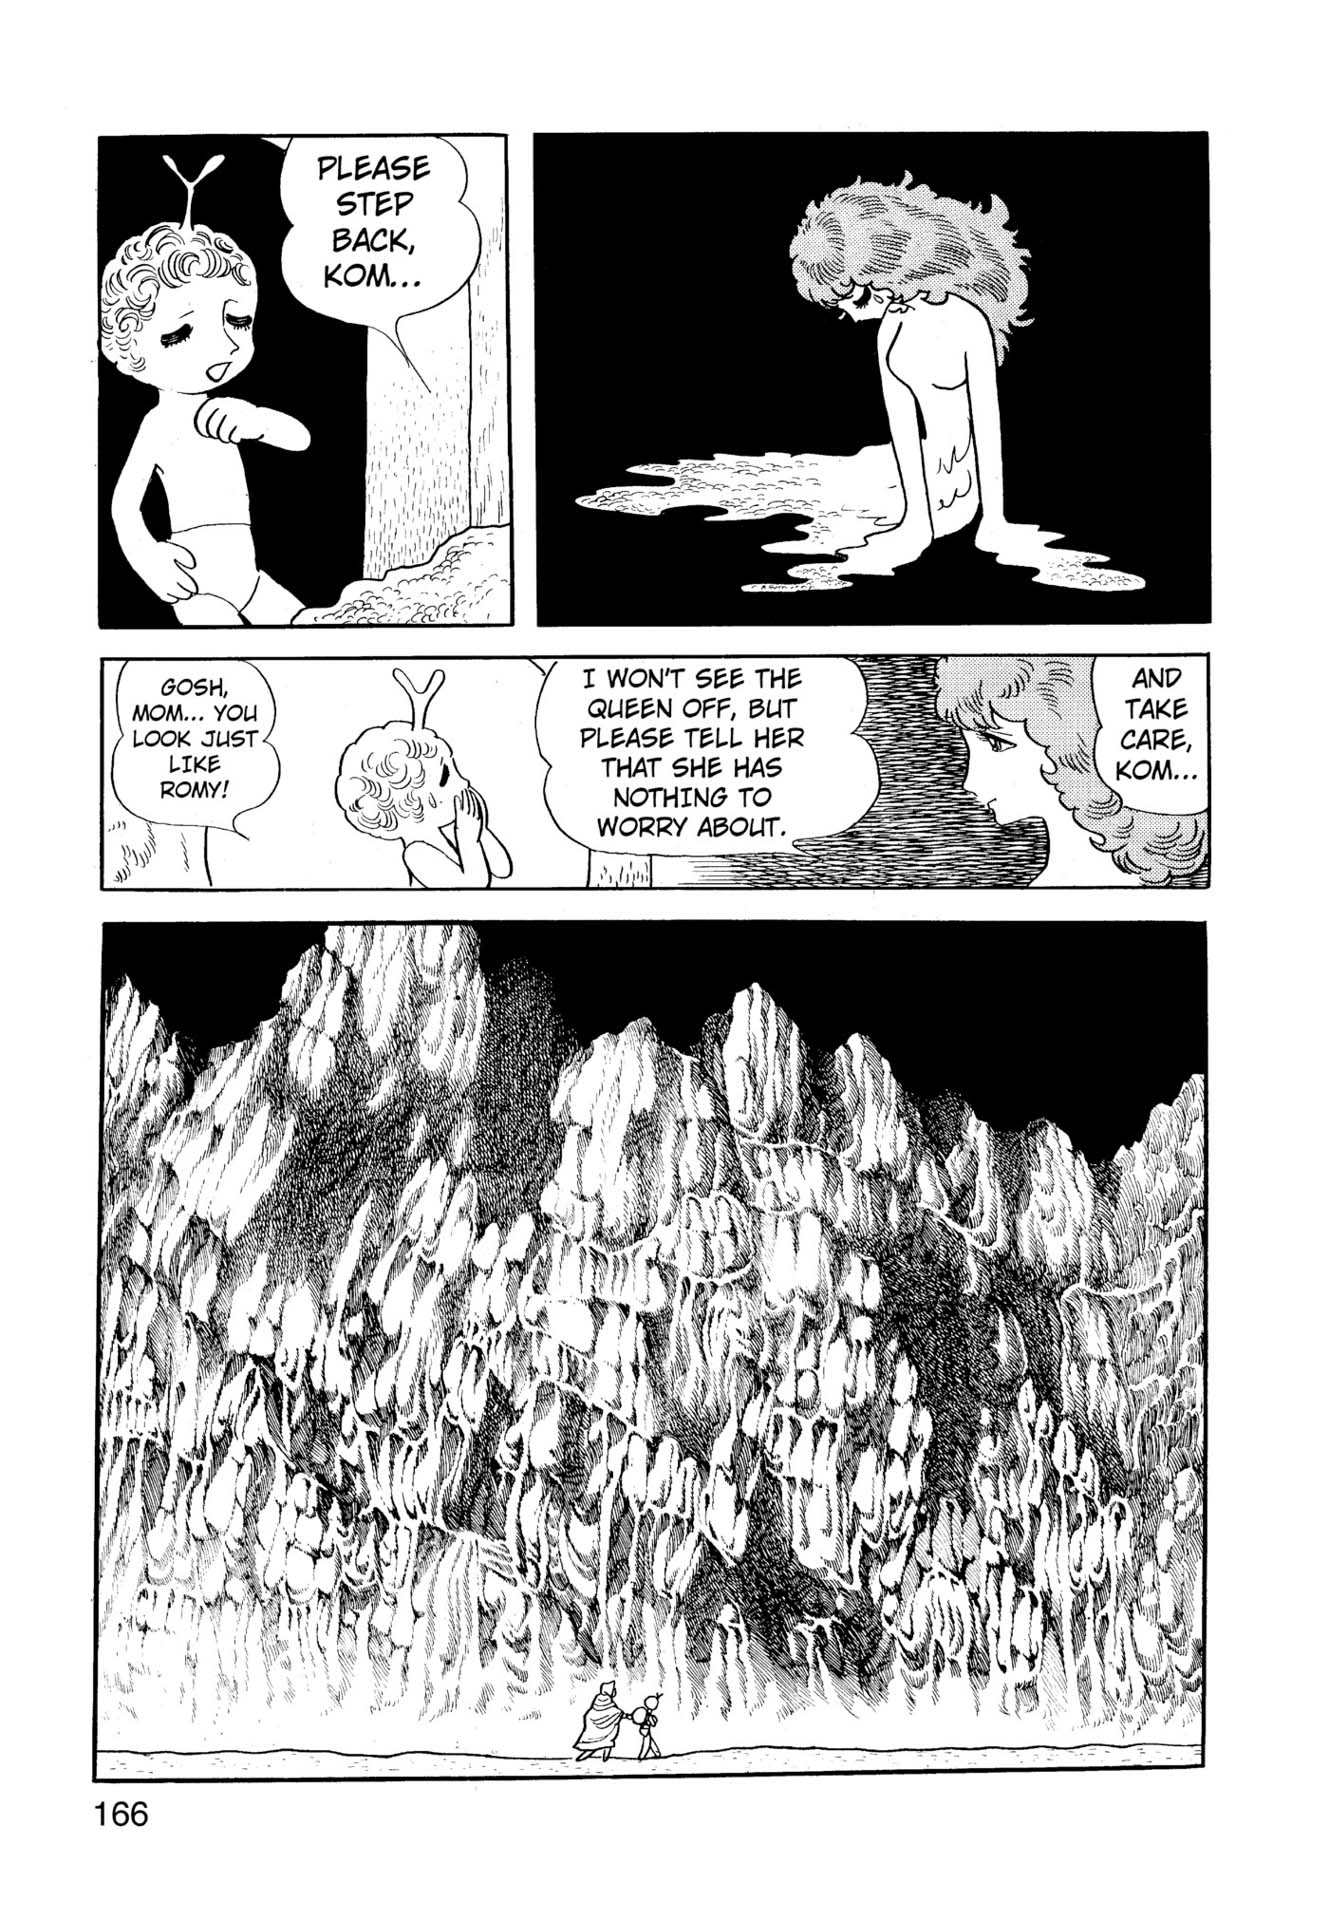 PLEASE
STEP
BACK,
KOM...
GOSH,
MOM... YOU
LOOK JUST
LIKE
ROMY!
I WON'T SEE THE
QUEEN OFF, BUT
PLEASE TELL HER
THAT SHE HAS
NOTHING TO
WORRY ABOUT.
AND
TAKE
CARE,
KOM...
166